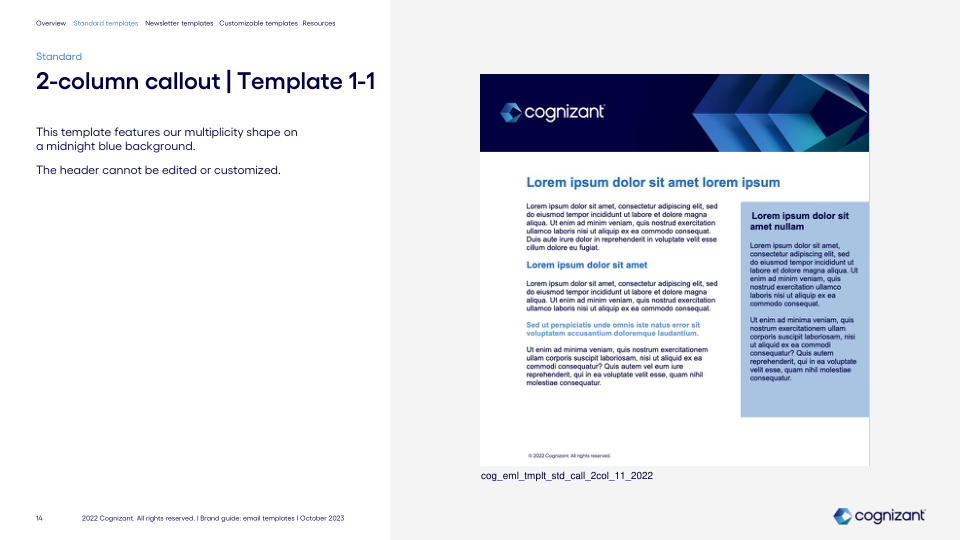 Overview Standard templates Newsletter templates Customizable templates Resources
Standard
2-column callout | Template 1-1
This template features our multiplicity shape on
a midnight blue background.
The header cannot be edited or customized.
cognizant
Lorem ipsum dolor sit amet lorem ipsum
Lorem ipsum dolor sit amet, consectetur adipiscing elit, sed
do eiusmod tempor incididunt ut labore et dolore magna
aliqua. Ut enim ad minim veniam, quis nostrud exercitation
ullamco laboris nisi ut aliquip ex ea commodo consequat.
Duis aute irure dolor in reprehenderit in voluptate velit esse
cillum dolore eu fugiat.
Lorem ipsum dolor sit amet
Lorem ipsum dolor sit amet, consectetur adipiscing elit, sed
do eiusmod tempor incididunt ut labore et dolore magna
aliqua. Ut enim ad minim veniam, quis nostrud exercitation
ullamco laboris nisi ut aliquip ex ea commodo consequat.
Sed ut perspiciatis unde omnis iste natus error sit
voluptatem accusantium doloremque laudantium.
Ut enim ad minima veniam, quis nostrum exercitationem
ullam corporis suscipit laboriosam, nisi ut aliquid ex ea
commodi consequatur? Quis autem vel eum iure
reprehenderit, qui in ea voluptate velit esse, quam nihil
molestiae consequatur.
Lorem ipsum dolor sit
amet nullam
Lorem ipsum dolor sit amet,
consectetur adipiscing elit, sed
do eiusmod tempor incididunt ut
labore et dolore magna aliqua. Ut
enim ad minim veniam, quis
nostrud exercitation ullamco
laboris nisi ut aliquip ex ea
commodo consequat.
Ut enim ad minima veniam, quis
nostrum exercitationem ullam
corporis suscipit laboriosam, nisi
ut aliquid ex ea commodi
consequatur? Quis autem
reprehenderit, qui in ea voluptate
velit esse, quam nihil molestiae
consequatur.
© 2022 Cognizant. All rights reserved.
cog_eml_tmplt_std_call_2col_11_2022
14 2022 Cognizant. All rights reserved. | Brand guide: email templates | October 2023
cognizant